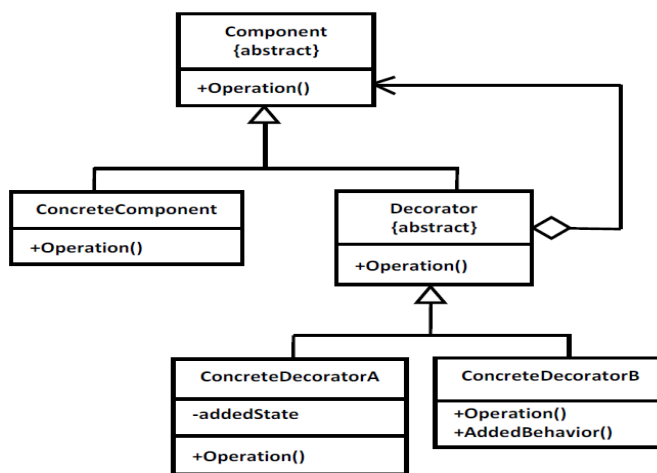 Component
{abstract}
+Operation()
ConcreteComponent
+Operation()
Decorator
{abstract}
+Operation()
ConcreteDecoratorA
-addedState
+Operation()
ConcreteDecoratorB
+Operation()
+AddedBehavior()